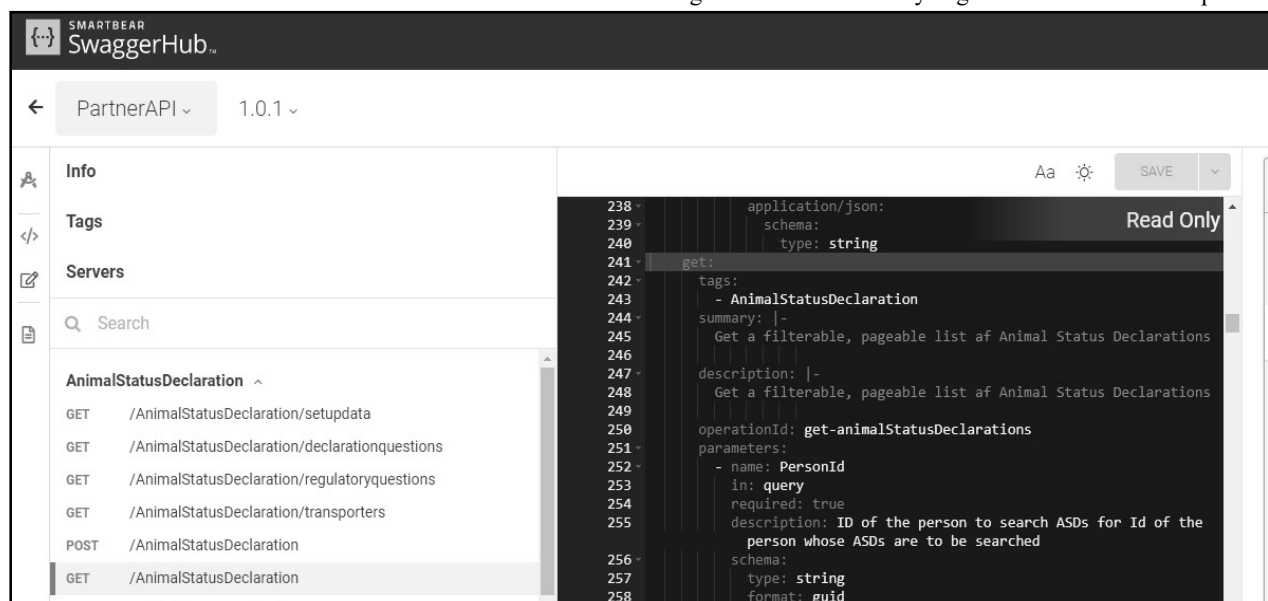 SMARTBEAR
SwaggerHub
PartnerAPI 1.0.1
Info
Tags
Servers
Search
AnimalStatusDeclaration
GET /AnimalStatusDeclaration/setupdata
GET /AnimalStatusDeclaration/declarationquestions
GET /AnimalStatusDeclaration/regulatoryquestions
GET /AnimalStatusDeclaration/transporters
POST /AnimalStatusDeclaration
GET /AnimalStatusDeclaration
Aa SAVE
Read Only
238 application/json:
239 schema:
240 type: string
241 get:
242 tags:
243 - AnimalStatusDeclaration
244 summary: |-
245 Get a filterable, pageable list af Animal Status Declarations
246
247 description: |-
248 Get a filterable, pageable list af Animal Status Declarations
249
250 operationId: get-animalStatusDeclarations
251 parameters:
252 - name: PersonId
253 in: query
254 required: true
255 description: ID of the person to search ASDs for Id of the
person whose ASDs are to be searched
256 schema:
257 type: string
258 format: guid